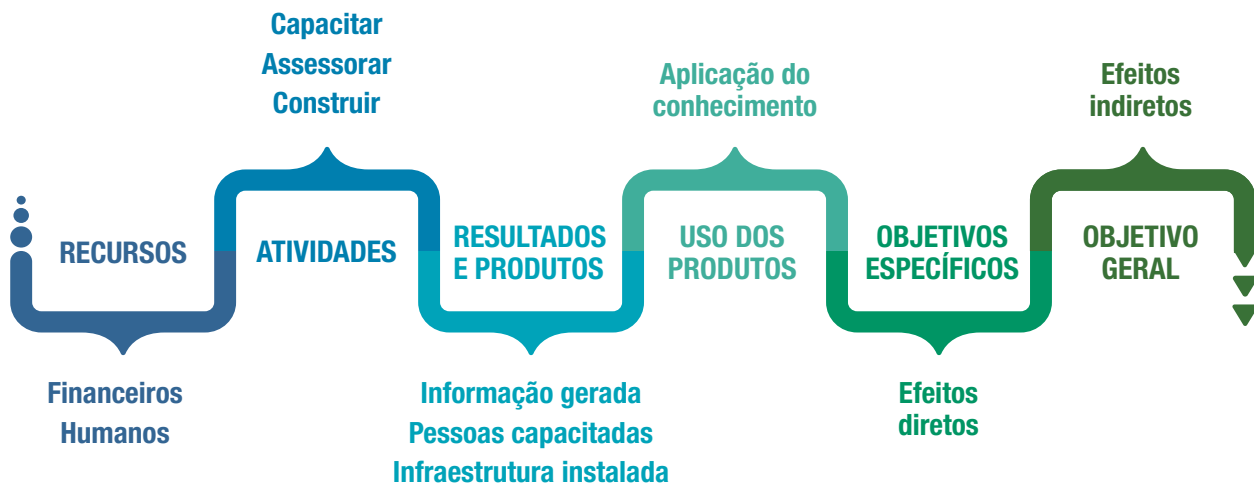 Capacitar
Assessorar
Construir
Aplicação do
conhecimento
Efeitos
indiretos
RECURSOS
ATIVIDADES
RESULTADOS
E PRODUTOS
USO DOS
PRODUTOS
OBJETIVOS
ESPECÍFICOS
OBJETIVO
GERAL
Financeiros
Humanos
Informação gerada
Pessoas capacitadas
Infraestrutura instalada
Efeitos
diretos